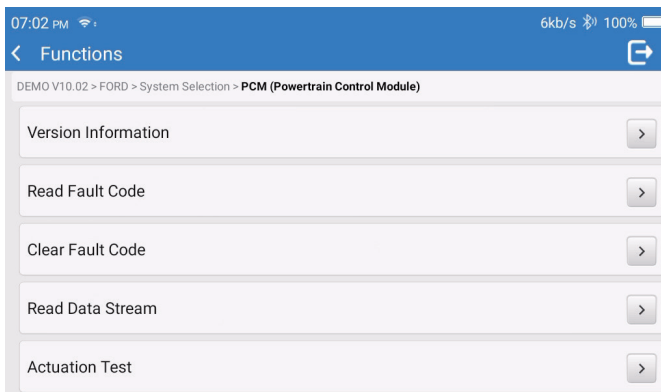 07:02 PM 6kb/s 100%
Functions
DEMO V10.02 > FORD > System Selection > PCM (Powertrain Control Module)
Version Information
Read Fault Code
Clear Fault Code
Read Data Stream
Actuation Test